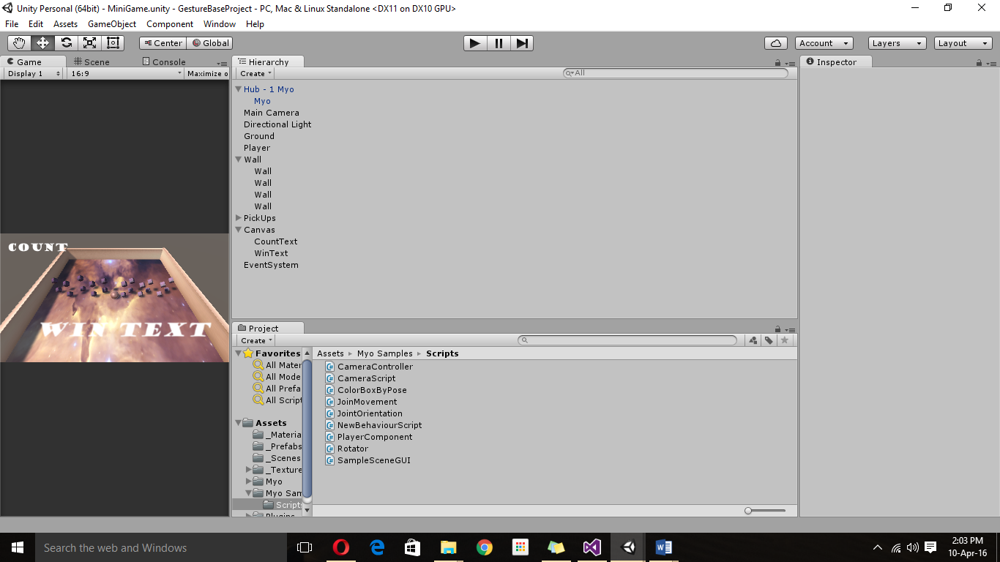 Unity Personal (64bit) - MiniGame.unity - GestureBaseProject - PC, Mac & Linux Standalone <DX11 on DX10 GPU>
File Edit Assets GameObject Component Window Help
Center Global Account Layers Layout
Game Scene Console
Display 1 16:9 Maximize o
COUNT
WIN TEXT
Hierarchy
Create All
Hub - 1 Myo
Myo
Main Camera
Directional Light
Ground
Player
Wall
Wall
Wall
Wall
Wall
PickUps
Canvas
CountText
WinText
EventSystem
Project
Create
Favorites
All Mater
All Mode
All Prefa
All Script
Assets
_Materia
_Prefabs
_Scenes
_Texture
Myo
Myo Sam
Scripts
Plugins
Assets Myo Samples Scripts
CameraController
CameraScript
ColorBoxByPose
JoinMovement
JointOrientation
NewBehaviourScript
PlayerComponent
Rotator
SampleSceneGUI
Inspector
Search the web and Windows
2:03 PM
10-Apr-16